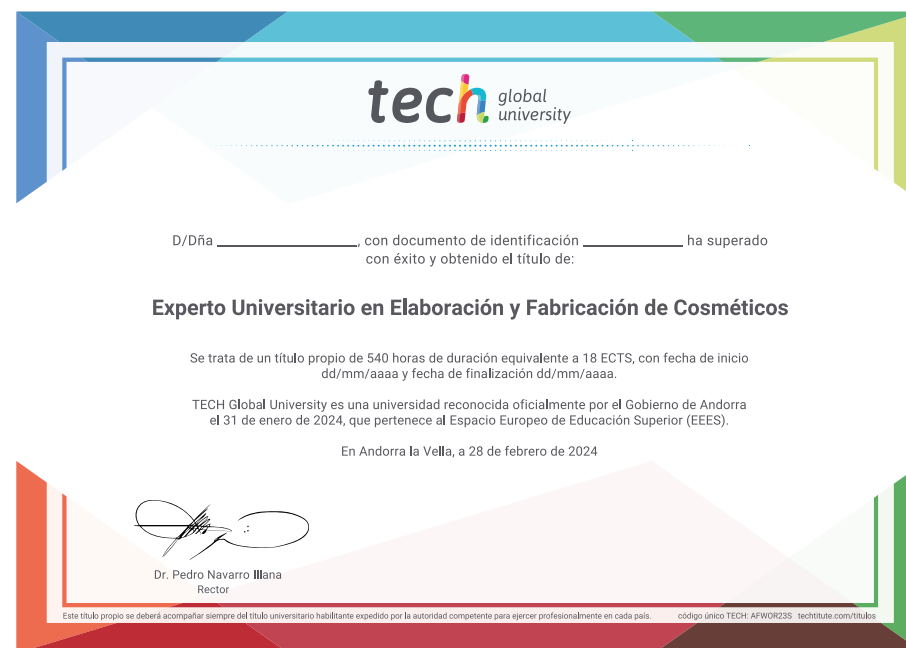 tech global university
D/Dña ____________________, con documento de identificación ______________ ha superado
con éxito y obtenido el título de:
Experto Universitario en Elaboración y Fabricación de Cosméticos
Se trata de un título propio de 540 horas de duración equivalente a 18 ECTS, con fecha de inicio
dd/mm/aaaa y fecha de finalización dd/mm/aaaa.
TECH Global University es una universidad reconocida oficialmente por el Gobierno de Andorra
el 31 de enero de 2024, que pertenece al Espacio Europeo de Educación Superior (EEES).
En Andorra la Vella, a 28 de febrero de 2024
Dr. Pedro Navarro Illana
Rector
Este título propio se deberá acompañar siempre del título universitario habilitante expedido por la autoridad competente para ejercer profesionalmente en cada país. código único TECH: AFWOR23S techtitute.com/titulos